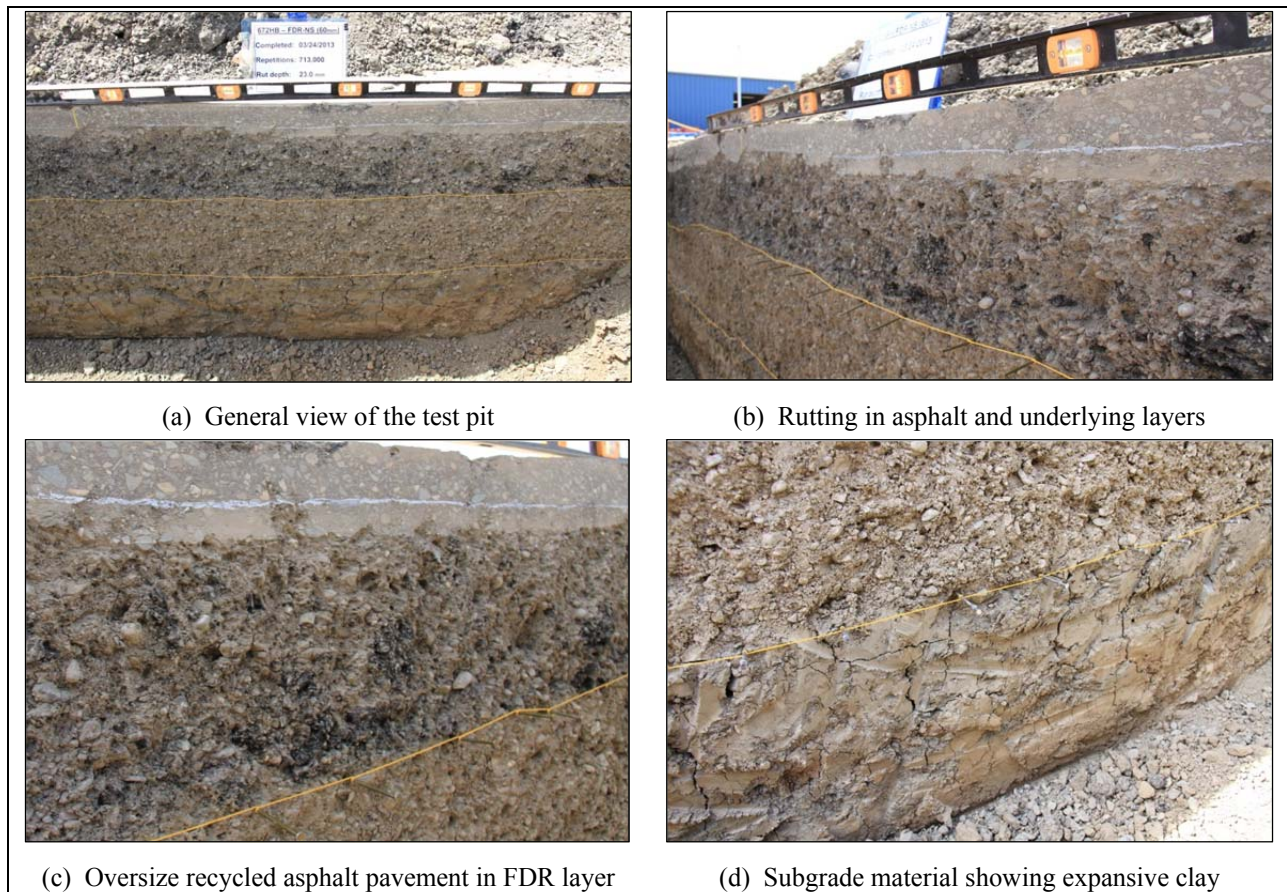 672HB – FDR-NS (60mm)
Completed: 03/24/2013
Repetitions: 713,000
Rut depth: 23.0 mm
(a) General view of the test pit
(b) Rutting in asphalt and underlying layers
(c) Oversize recycled asphalt pavement in FDR layer
(d) Subgrade material showing expansive clay